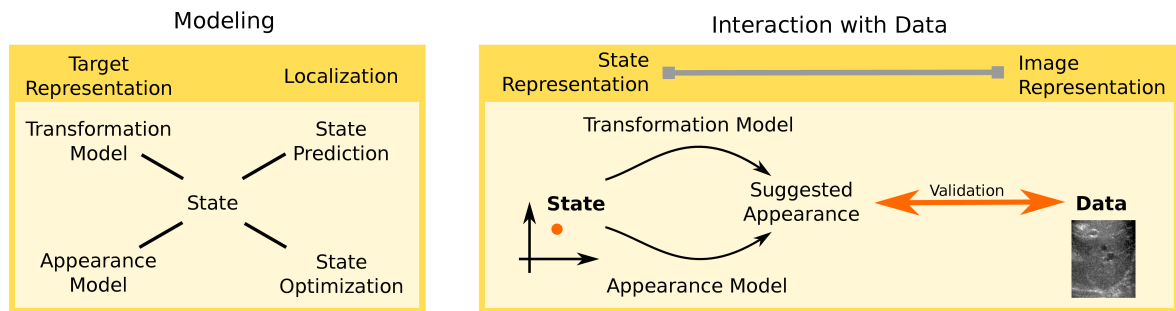 Modeling
Target
Representation
Localization
Transformation
Model
State
Prediction
State
Appearance
Model
State
Optimization
Interaction with Data
State
Representation
Image
Representation
Transformation Model
State
Suggested
Appearance
Validation
Data
Appearance Model